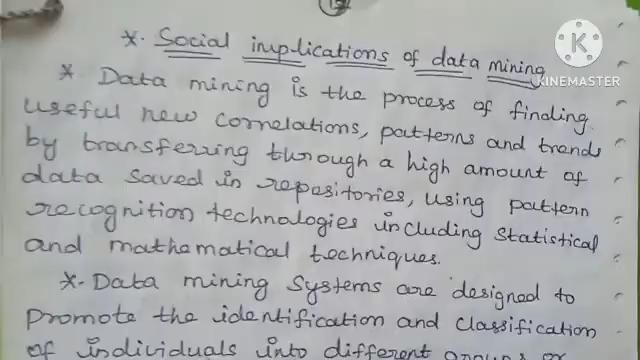 *. Social implications of data mining
K
KINEMASTER
*. Data mining is the process of finding
useful new correlations, patterns and trends
by transferring through a high amount of
data saved in repositories, using pattern
recognition technologies including statistical
and mathematical techniques.
*. Data mining systems are designed to
promote the identification and classification
of individuals into different groups or